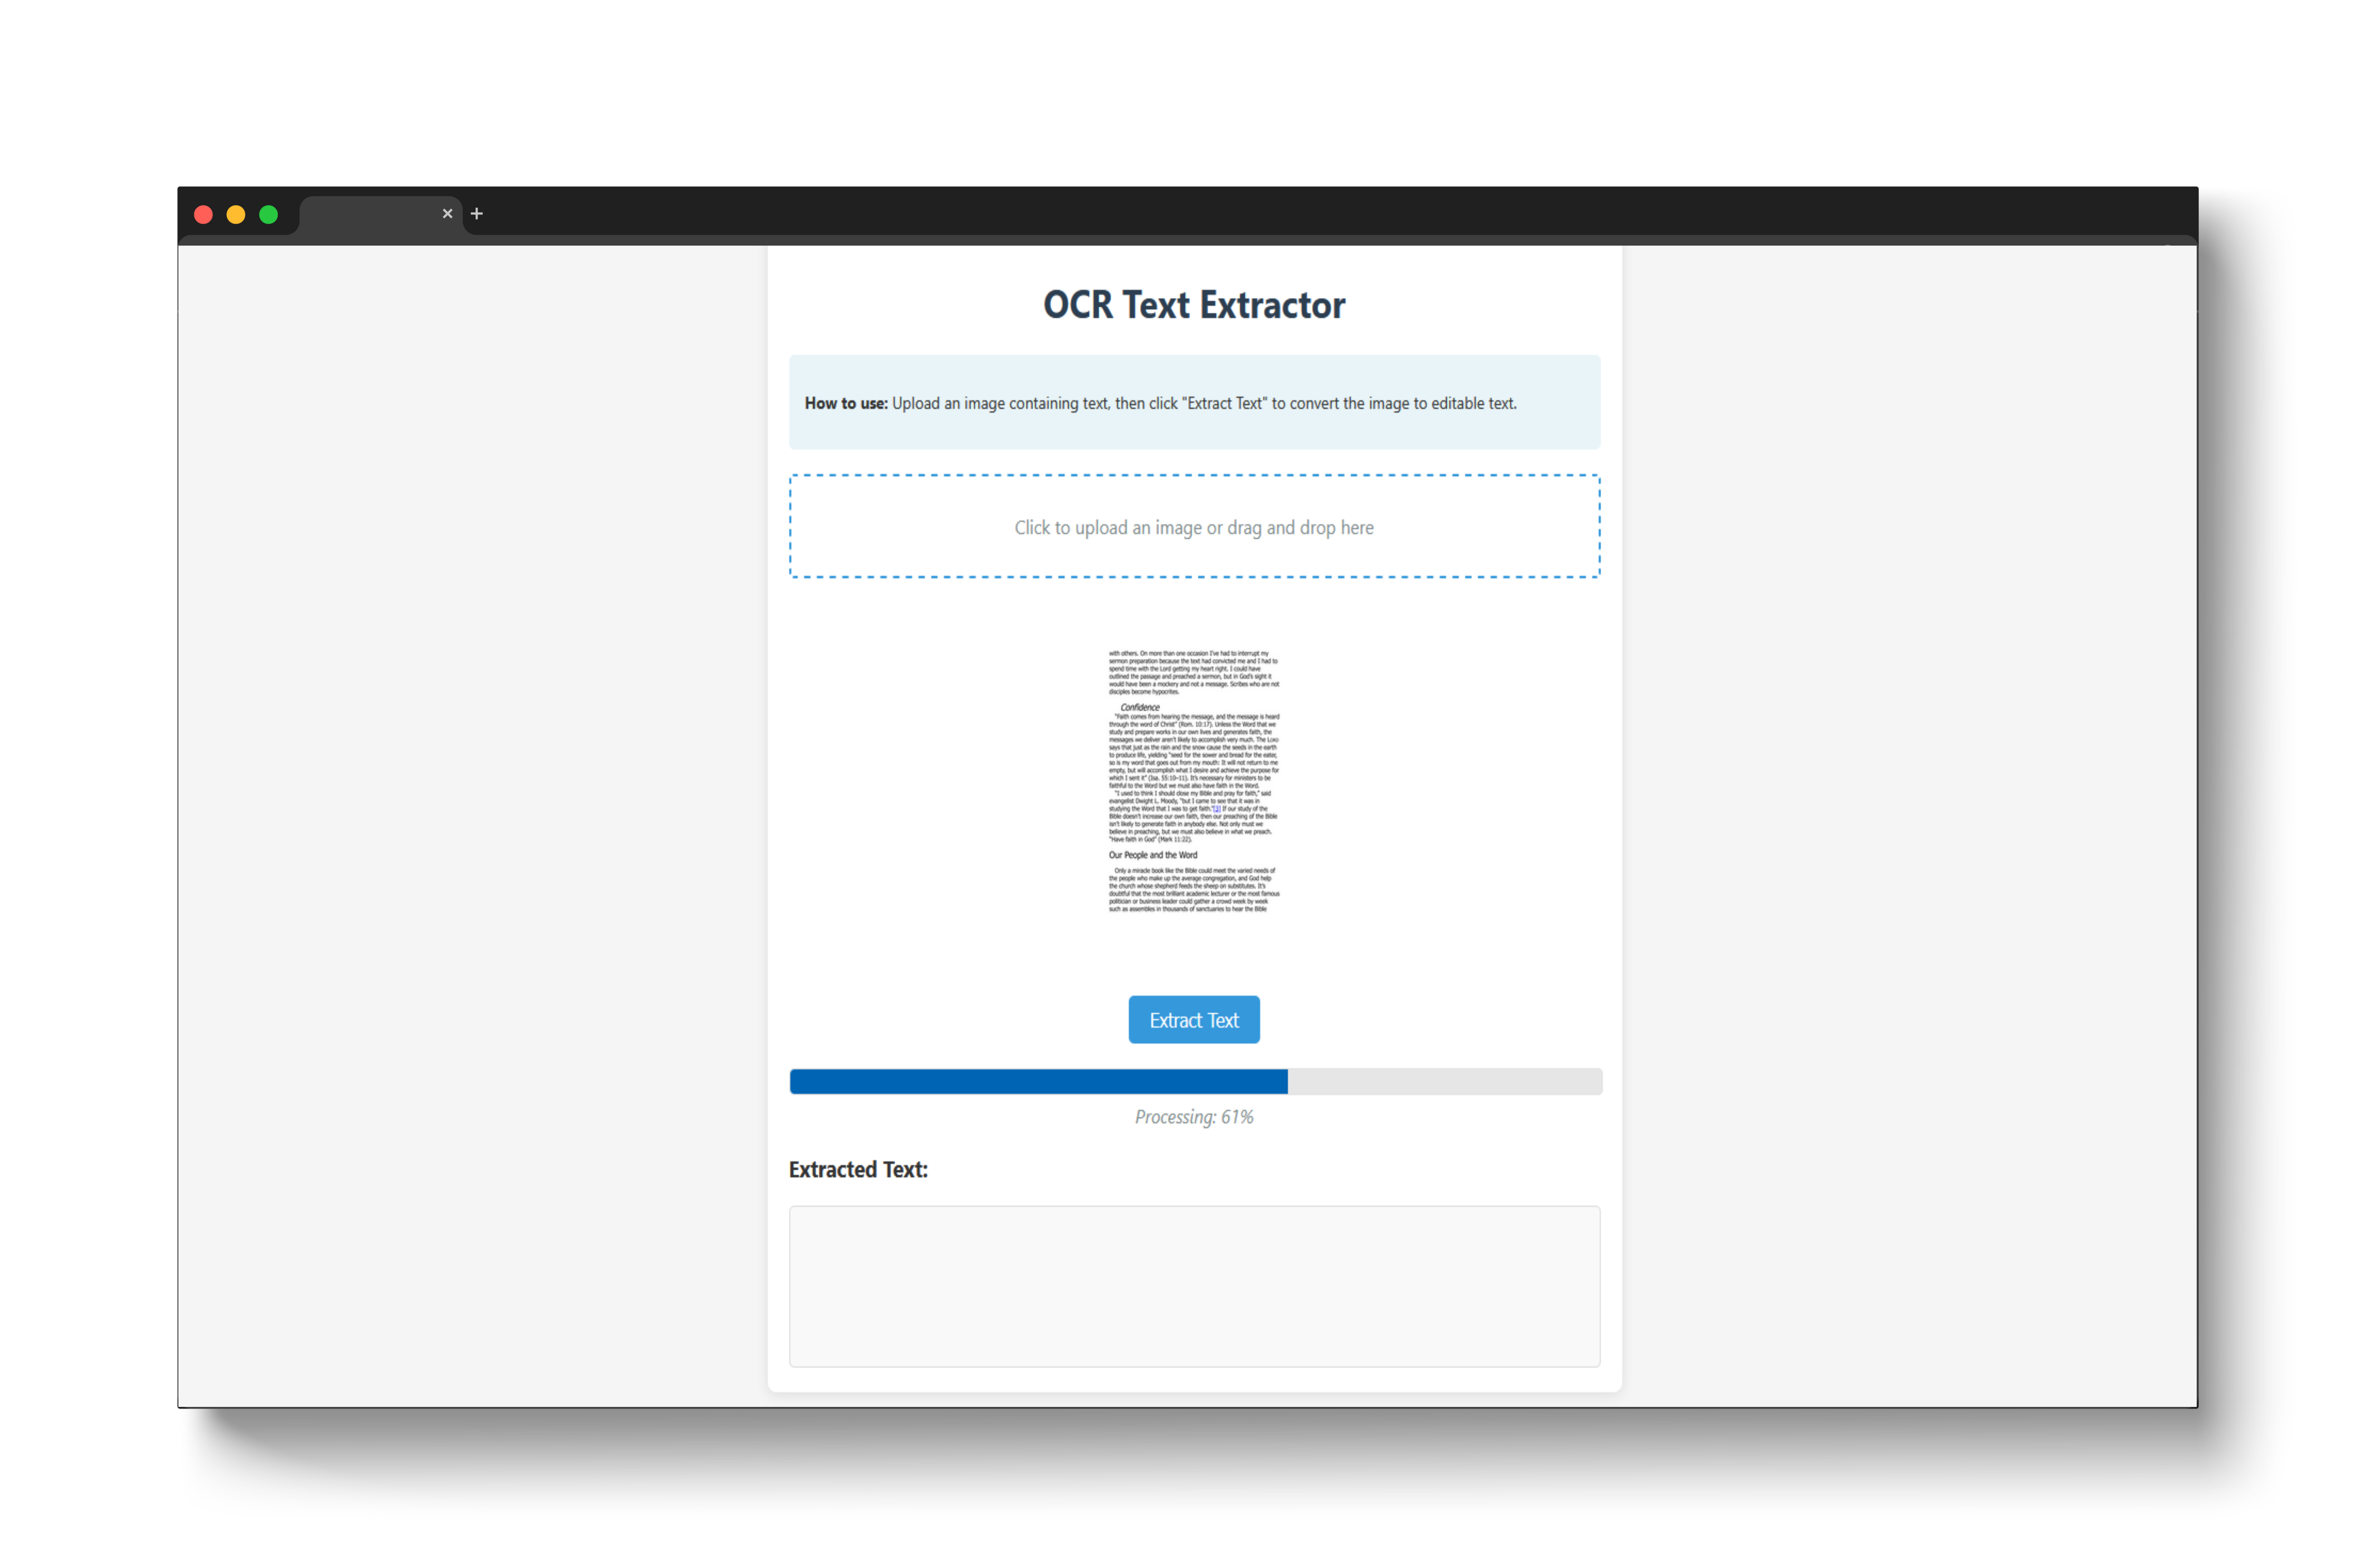 OCR Text Extractor
How to use: Upload an image containing text, then click "Extract Text" to convert the image to editable text.
Click to upload an image or drag and drop here
with others. On more than one occasion I've had to interrupt my
sermon preparation because the text had convicted me and I had to
spend time with the Lord getting my heart right. I could have
outlined the passage and preached a sermon, but in God's sight it
would have been a mockery and not a message. Scribes who are not
disciples become hypocrites.
Confidence
"Faith comes from hearing the message, and the message is heard
through the word of Christ" (Rom. 10:17). Unless the Word that we
study and prepare works in our own lives and generates faith, the
messages we deliver aren't likely to accomplish very much. The LORD
says that just as the rain and the snow cause the seeds in the earth
to produce life, yielding "seed for the sower and bread for the eater,
so is my word that goes out from my mouth: It will not return to me
empty, but will accomplish what I desire and achieve the purpose for
which I sent it" (Isa. 55:10–11). It's necessary for ministers to be
faithful to the Word but we must also have faith in the Word.
"I used to think I should close my Bible and pray for faith," said
evangelist Dwight L. Moody, "but I came to see that it was in
studying the Word that I was to get faith."[3] If our study of the
Bible doesn't increase our own faith, then our preaching of the Bible
isn't likely to generate faith in anybody else. Not only must we
believe in preaching, but we must also believe in what we preach.
"Have faith in God" (Mark 11:22).
Our People and the Word
Only a miracle book like the Bible could meet the varied needs of
the people who make up the average congregation, and God help
the church whose shepherd feeds the sheep on substitutes. It's
doubtful that the most brilliant academic lecturer or the most famous
politician or business leader could gather a crowd week by week
such as assembles in thousands of sanctuaries to hear the Bible
Extract Text
Processing: 61%
Extracted Text: